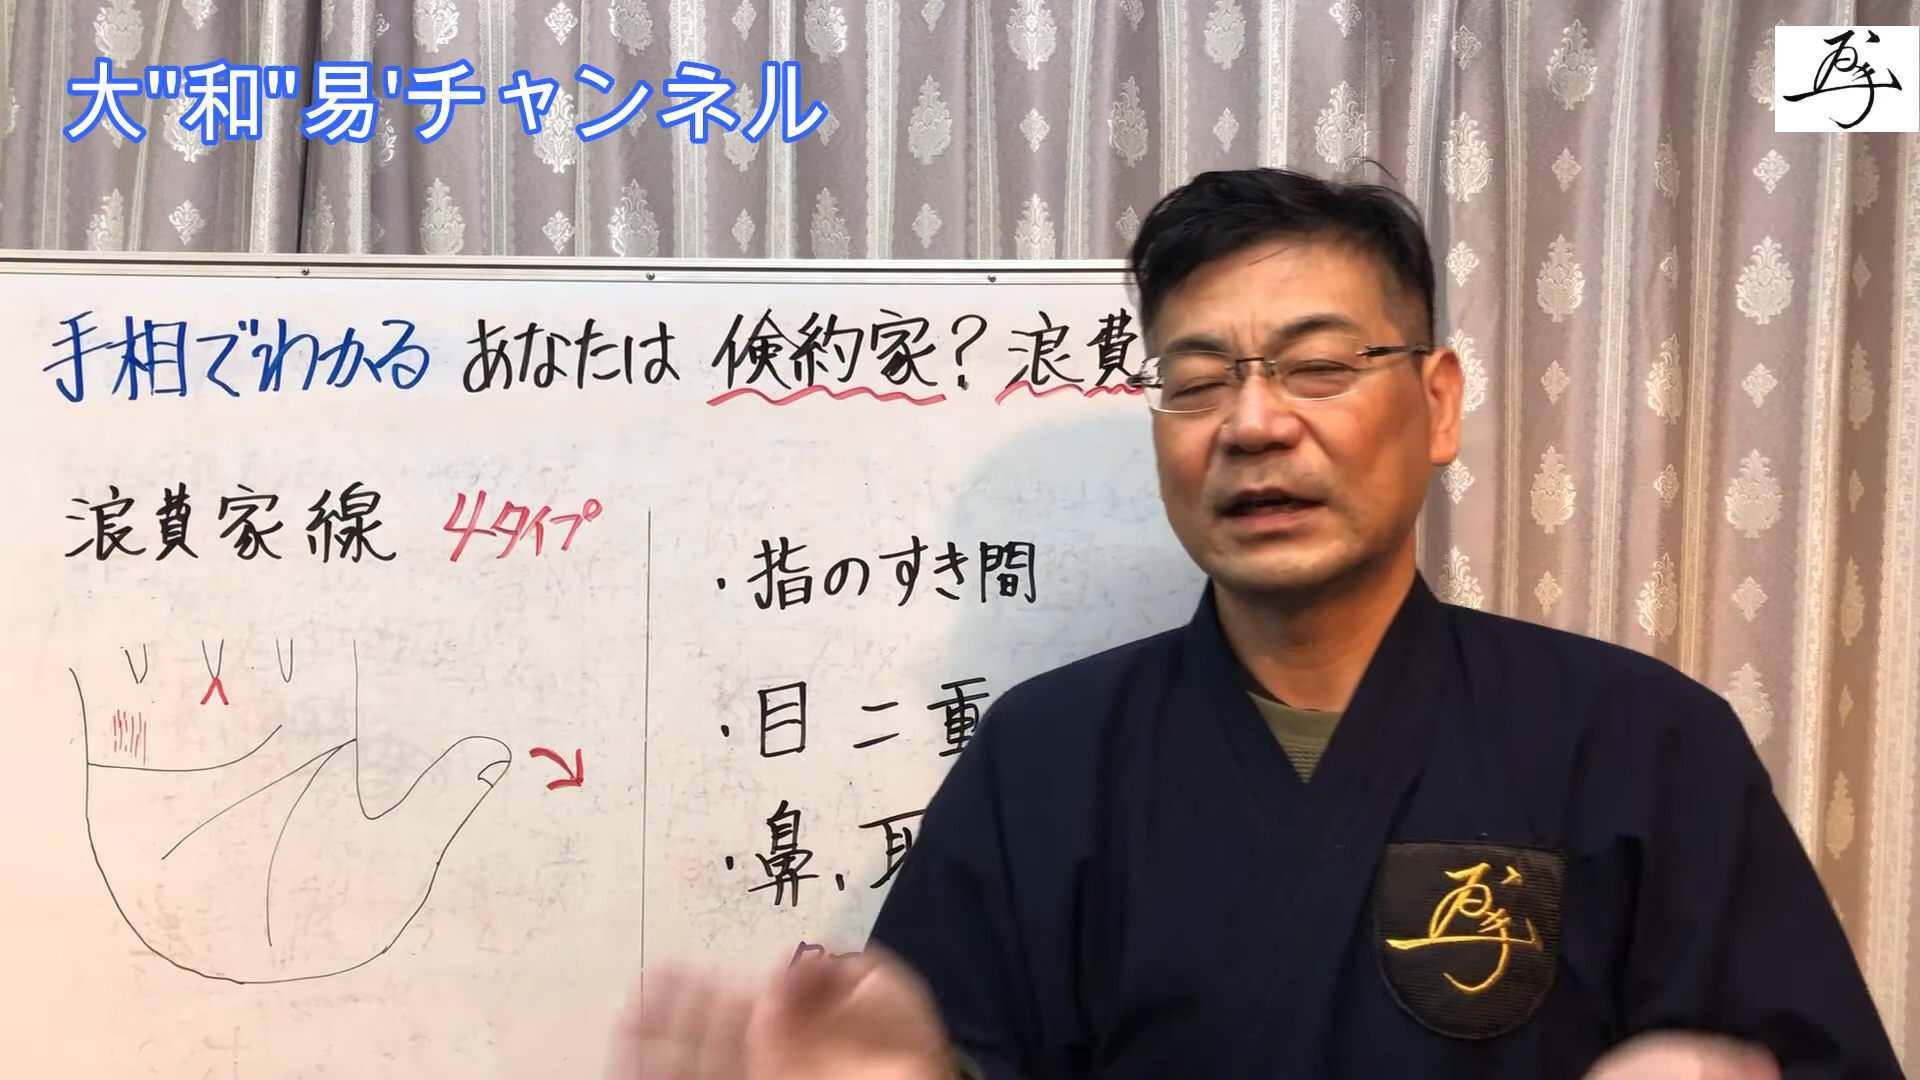 大"和"易'チャンネル
手相でわかる あなたは 倹約家? 浪費
浪費家線 4タイプ
・指のすき間
・目 二重
・鼻、耳